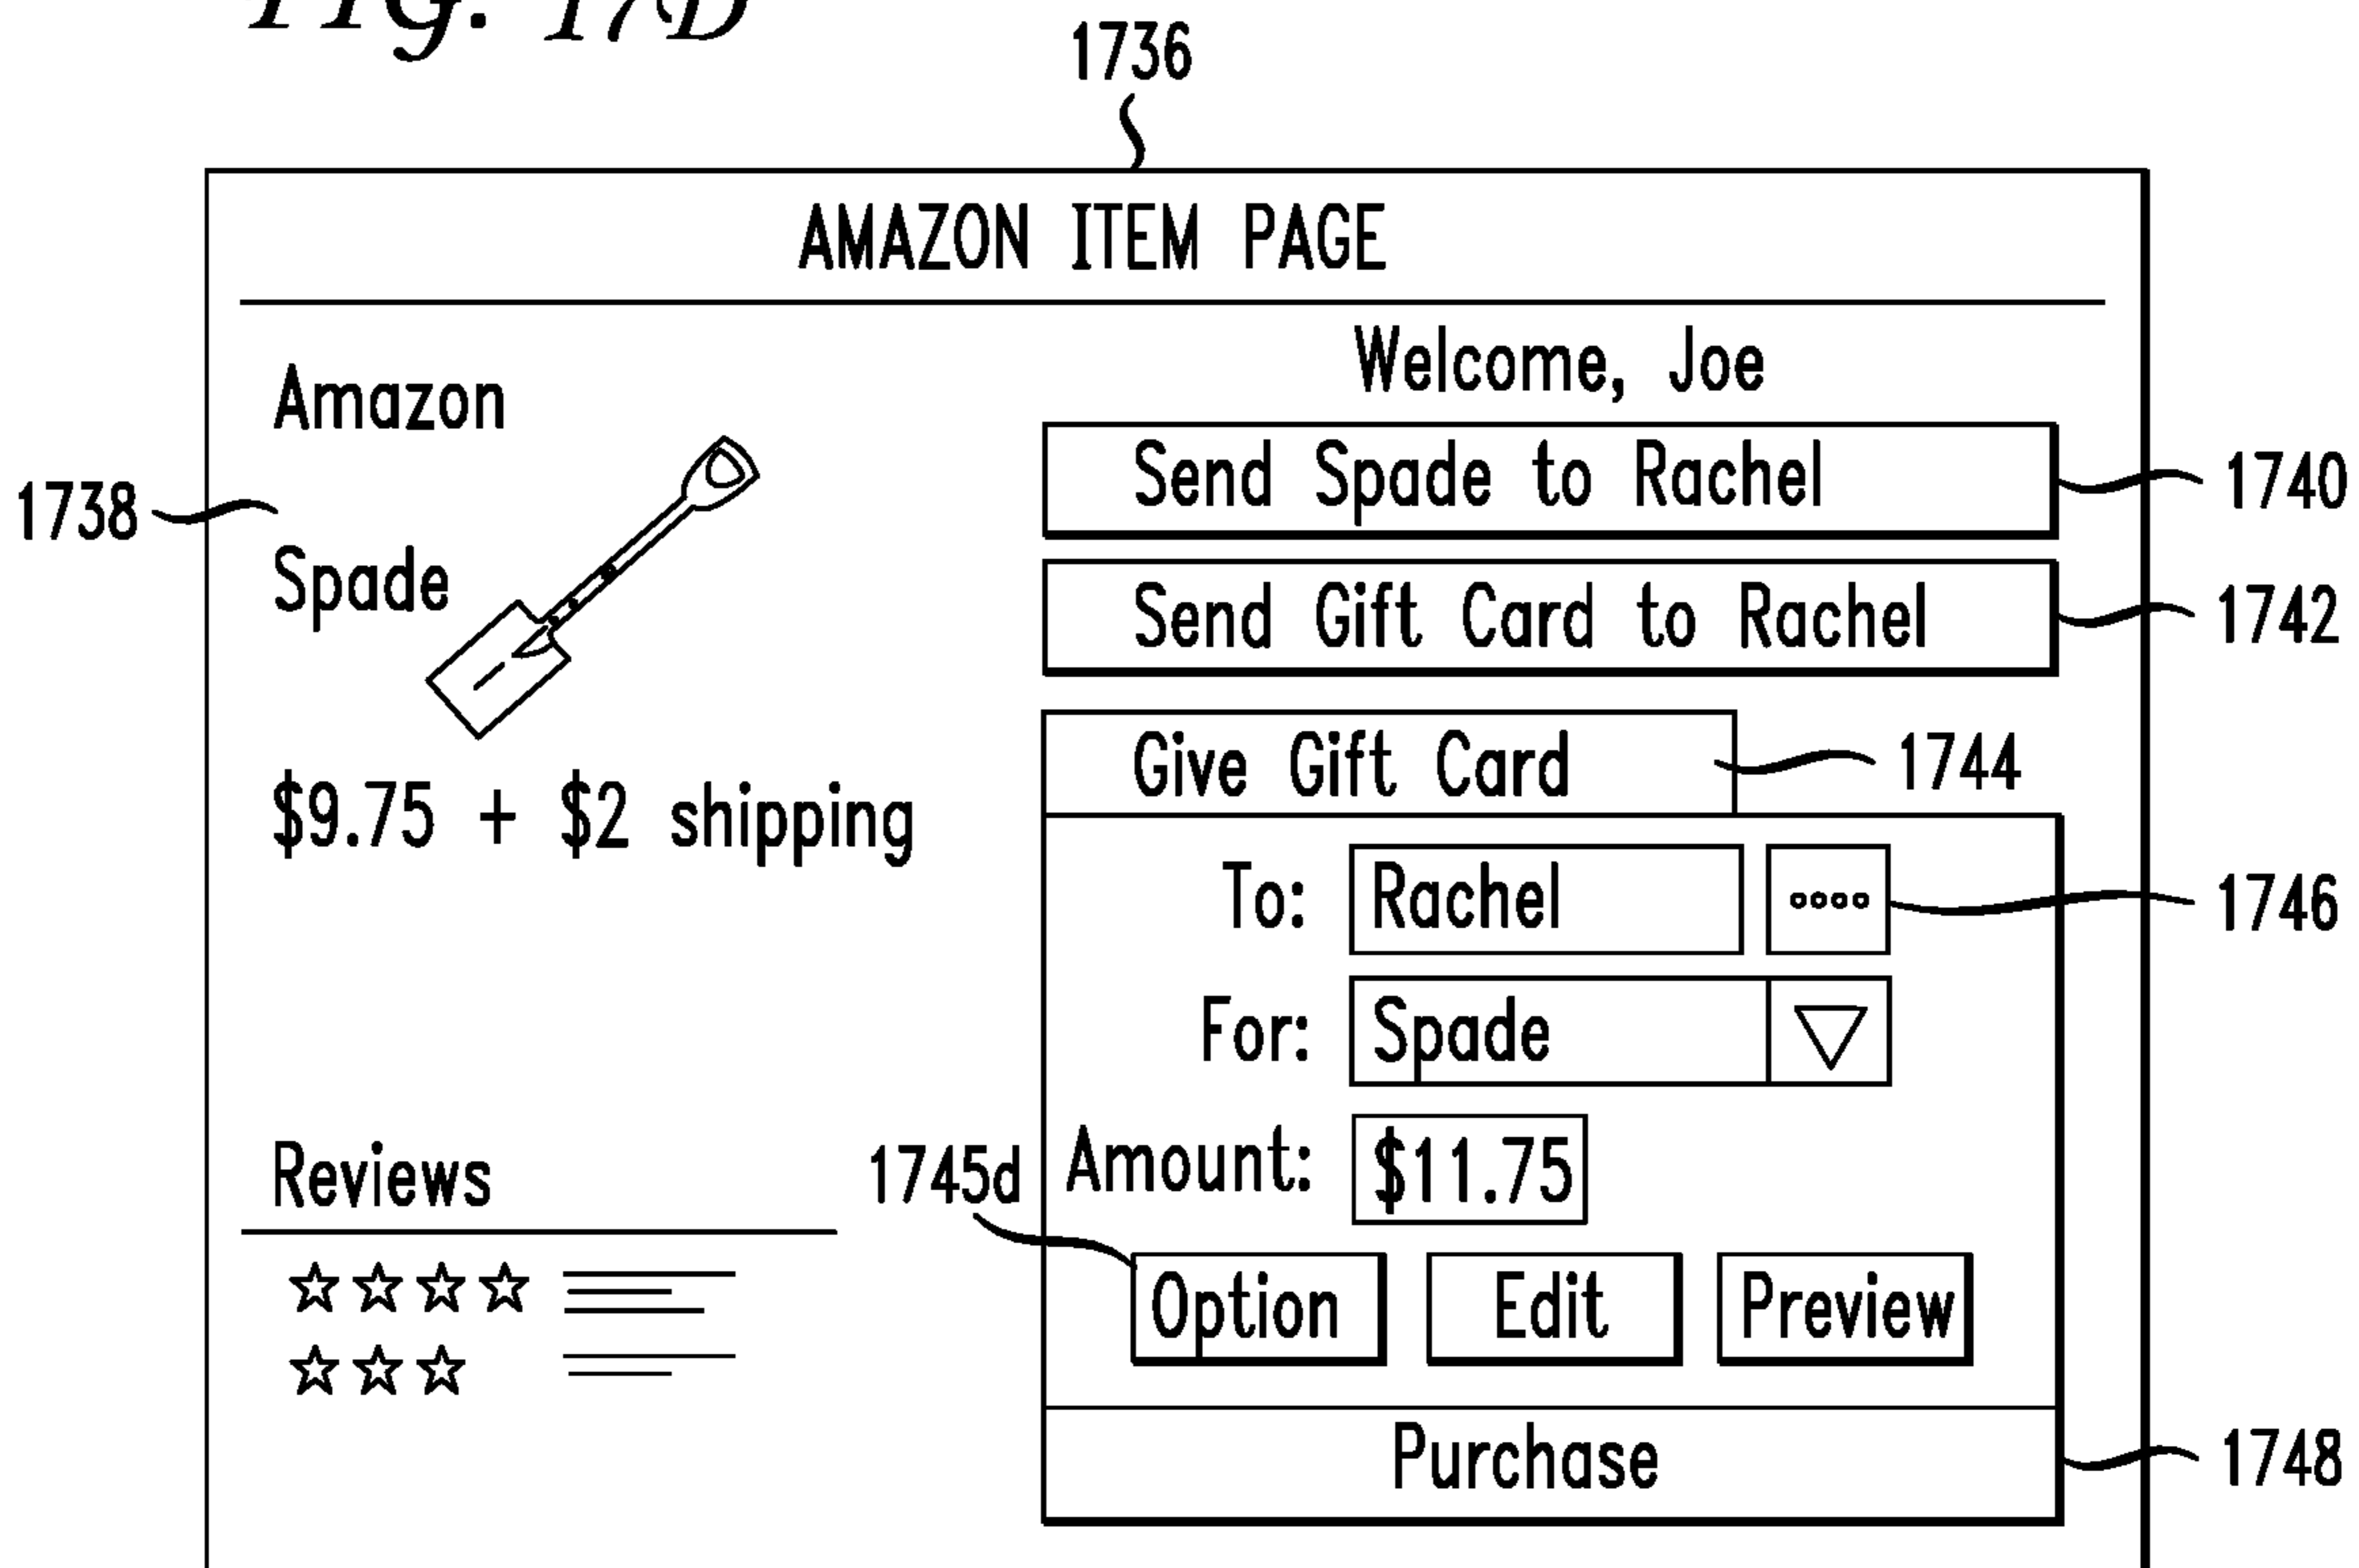 FIG. 17D
1736
AMAZON ITEM PAGE
Welcome, Joe
Amazon
1738
Spade
$9.75 + $2 shipping
Reviews
Send Spade to Rachel
1740
Send Gift Card to Rachel
1742
Give Gift Card
1744
To: Rachel
1746
For: Spade
Amount: $11.75
1745d
Option Edit Preview
Purchase
1748